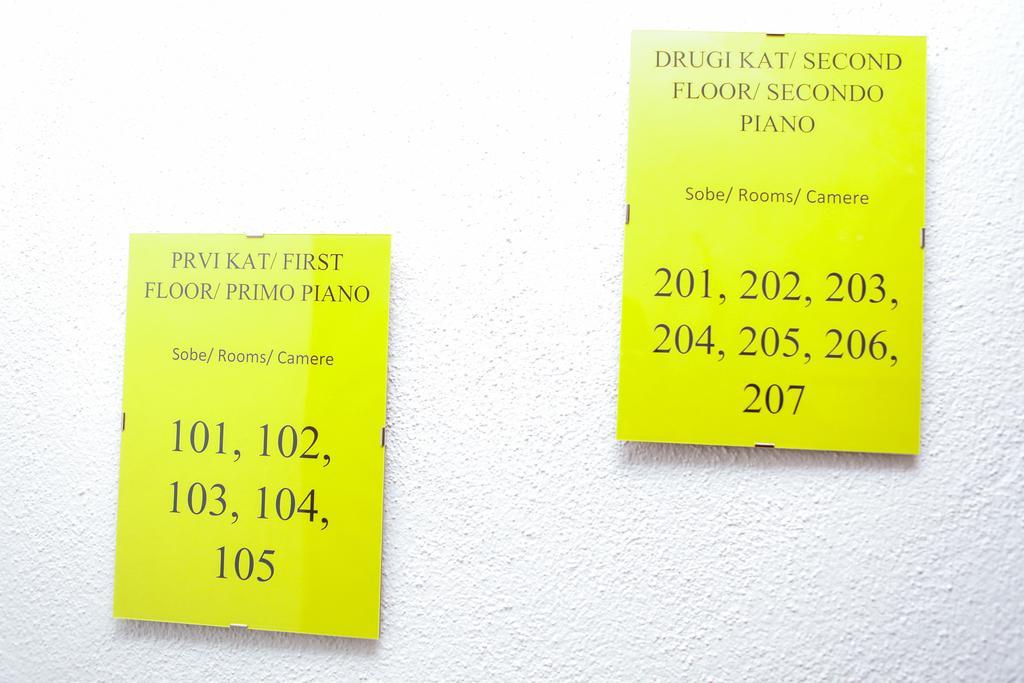 PRVI KAT/ FIRST
FLOOR/ PRIMO PIANO
Sobe/ Rooms/ Camere
101, 102,
103, 104,
105
DRUGI KAT/ SECOND
FLOOR/ SECONDO
PIANO
Sobe/ Rooms/ Camere
201, 202, 203,
204, 205, 206,
207